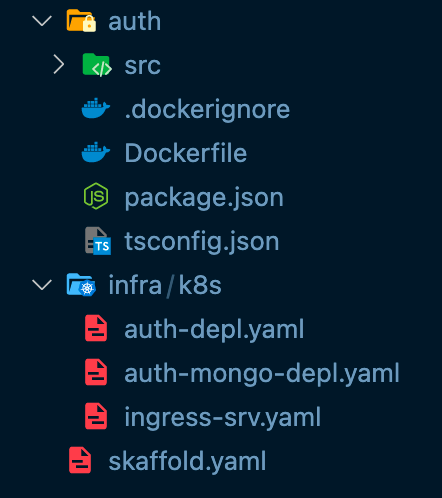 auth
src
.dockerignore
Dockerfile
package.json
TS tsconfig.json
infra/k8s
auth-depl.yaml
auth-mongo-depl.yaml
ingress-srv.yaml
skaffold.yaml